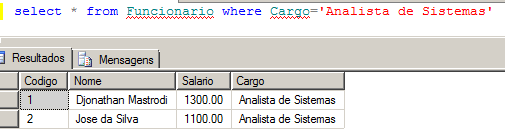 select * from Funcionario where Cargo='Analista de Sistemas'
Resultados Mensagens
Codigo Nome Salario Cargo
1 Djonathan Mastrodi 1300.00 Analista de Sistemas
2 Jose da Silva 1100.00 Analista de Sistemas